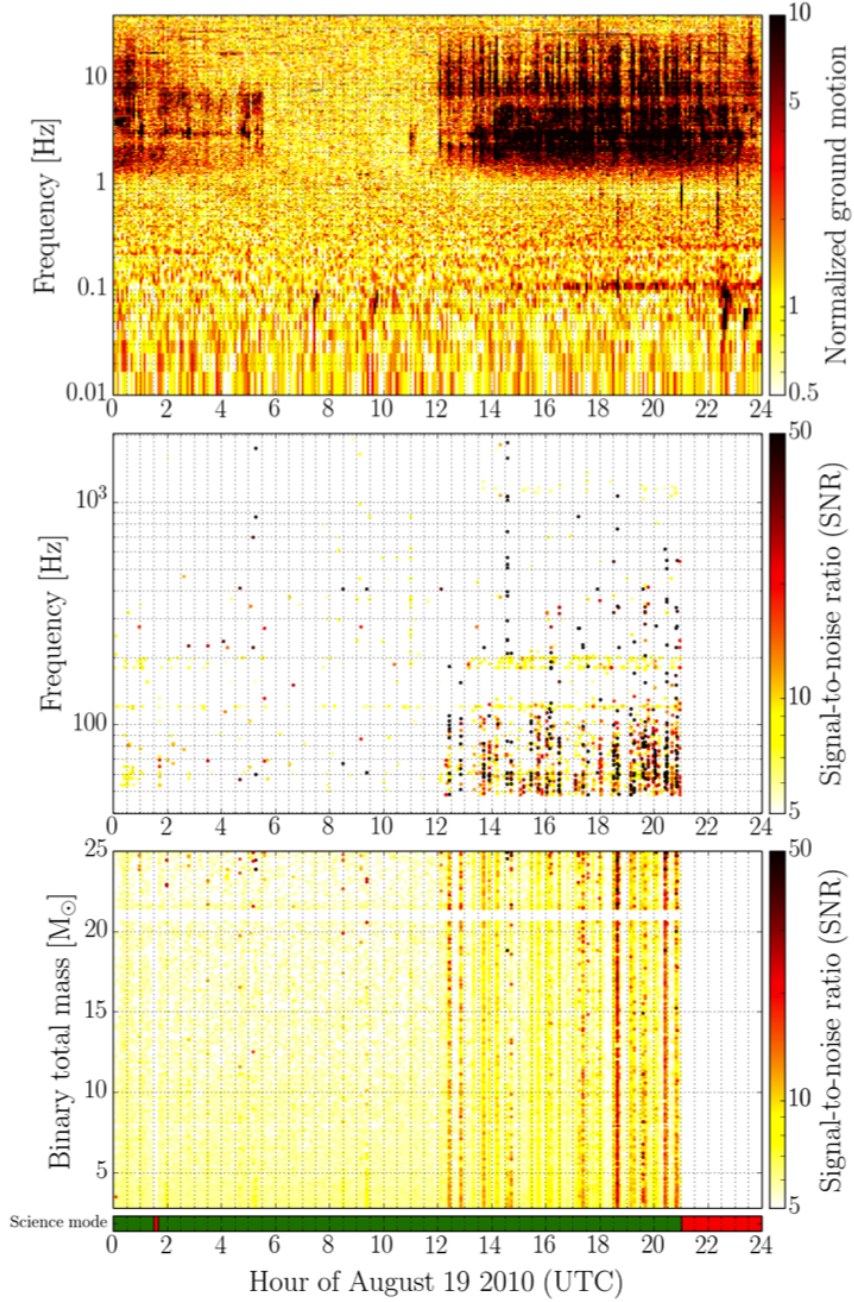 Frequency [Hz]
10
1
0.1
0.01
0 2 4 6 8 10 12 14 16 18 20 22 24
10
5
1
0.5
Normalized ground motion
Frequency [Hz]
10³
100
0 2 4 6 8 10 12 14 16 18 20 22 24
50
10
5
Signal-to-noise ratio (SNR)
Binary total mass [M⊙]
25
20
15
10
5
50
10
5
Signal-to-noise ratio (SNR)
Science mode
0 2 4 6 8 10 12 14 16 18 20 22 24
Hour of August 19 2010 (UTC)